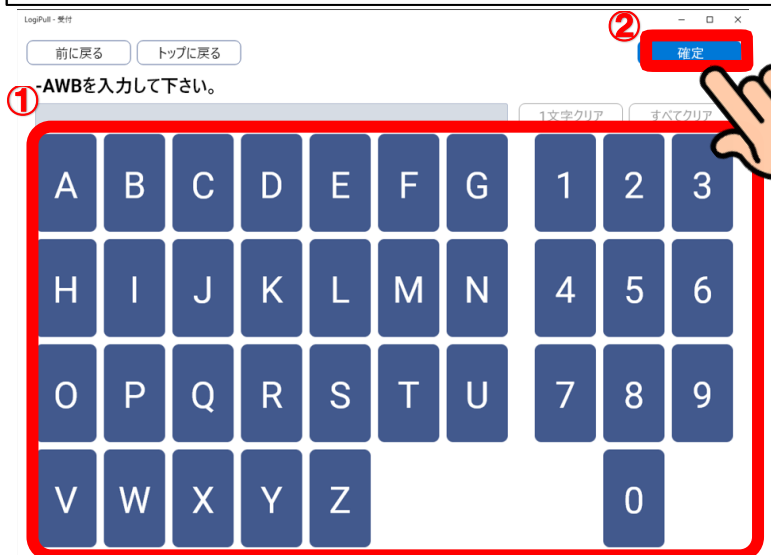 LogiPull - 受付
②
前に戻る トップに戻る 確定
-AWBを入力して下さい。
①
1文字クリア すべてクリア
A B C D E F G 1 2 3
H I J K L M N 4 5 6
O P Q R S T U 7 8 9
V W X Y Z 0